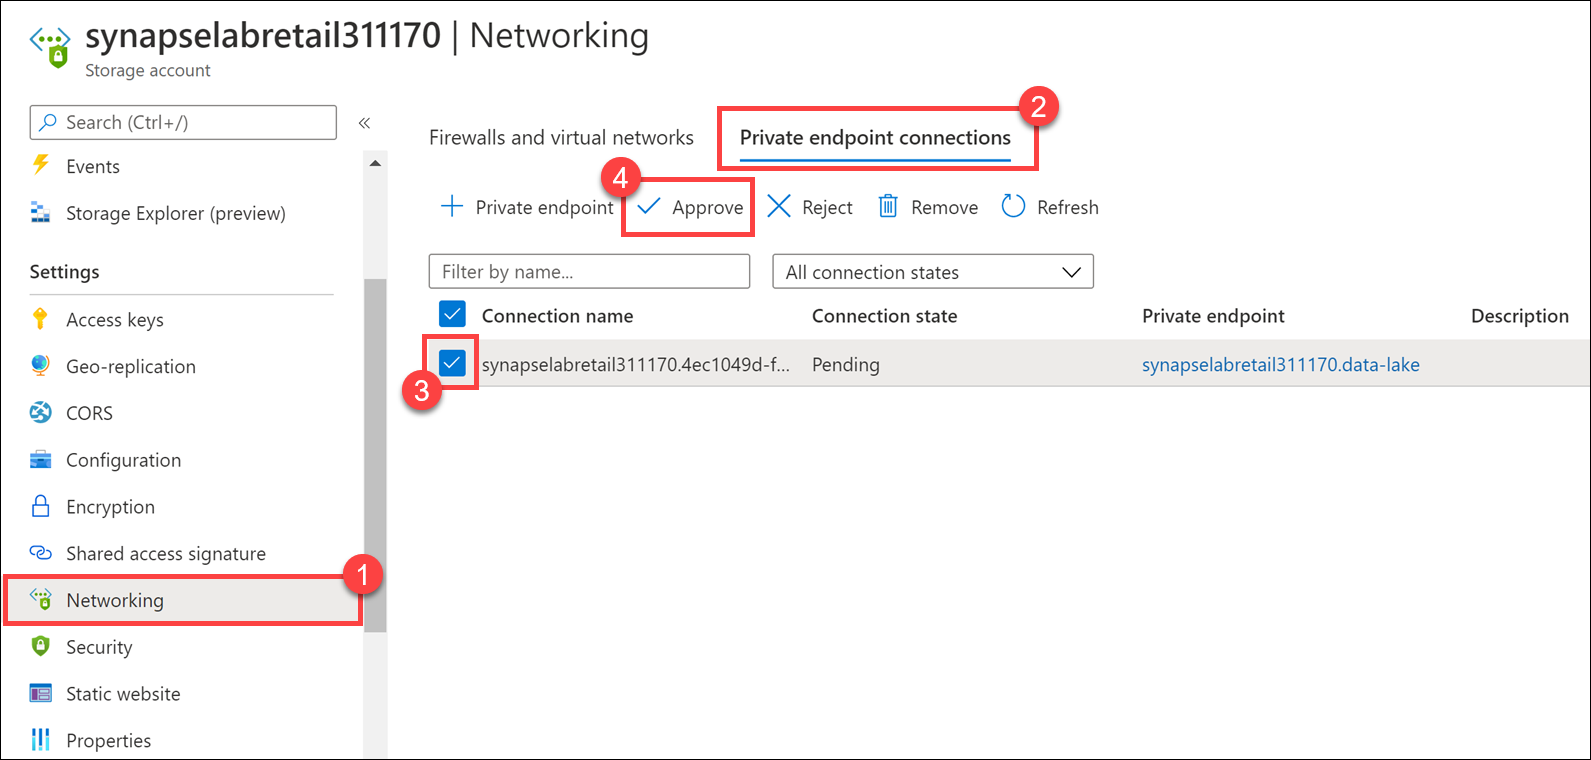 synapselabretail311170 | Networking
Storage account
Search (Ctrl+/)
«
Events
Storage Explorer (preview)
Settings
Access keys
Geo-replication
CORS
Configuration
Encryption
Shared access signature
1
Networking
Security
Static website
Properties
Firewalls and virtual networks
Private endpoint connections
2
Private endpoint
4
Approve
Reject
Remove
Refresh
Filter by name...
All connection states
Connection name Connection state Private endpoint Description
3
synapselabretail311170.4ec1049d-f... Pending synapselabretail311170.data-lake